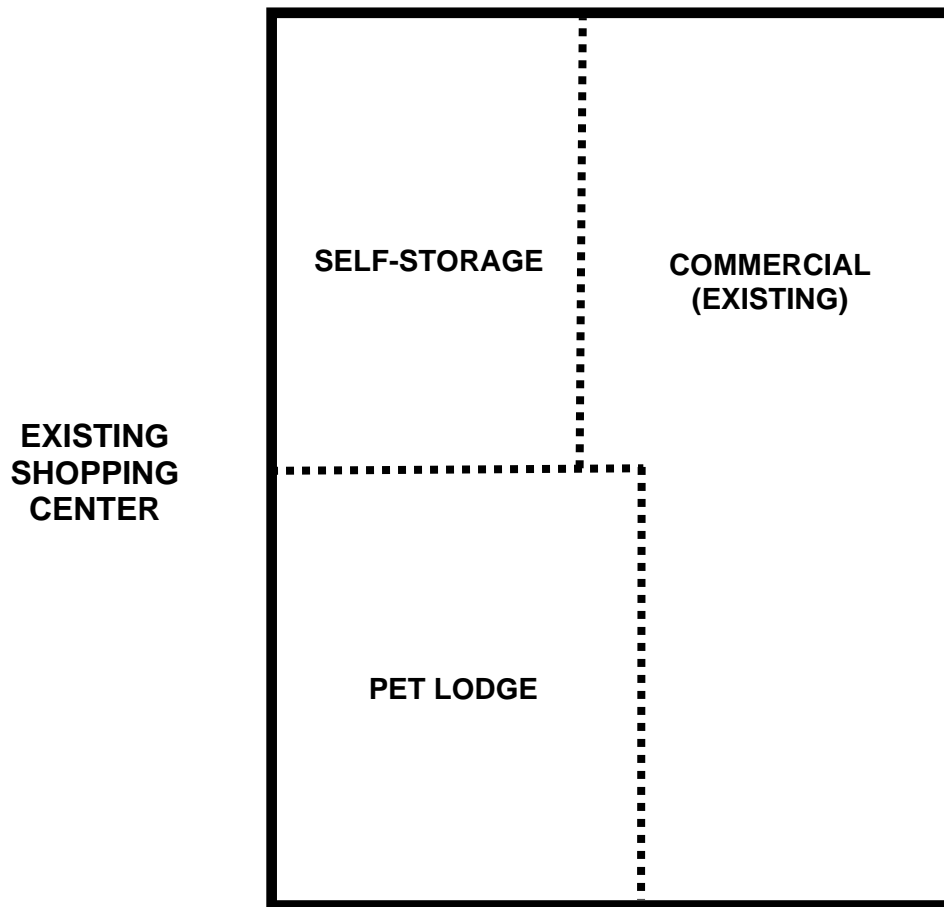 SELF-STORAGE
COMMERCIAL
(EXISTING)
EXISTING
SHOPPING
CENTER
PET LODGE